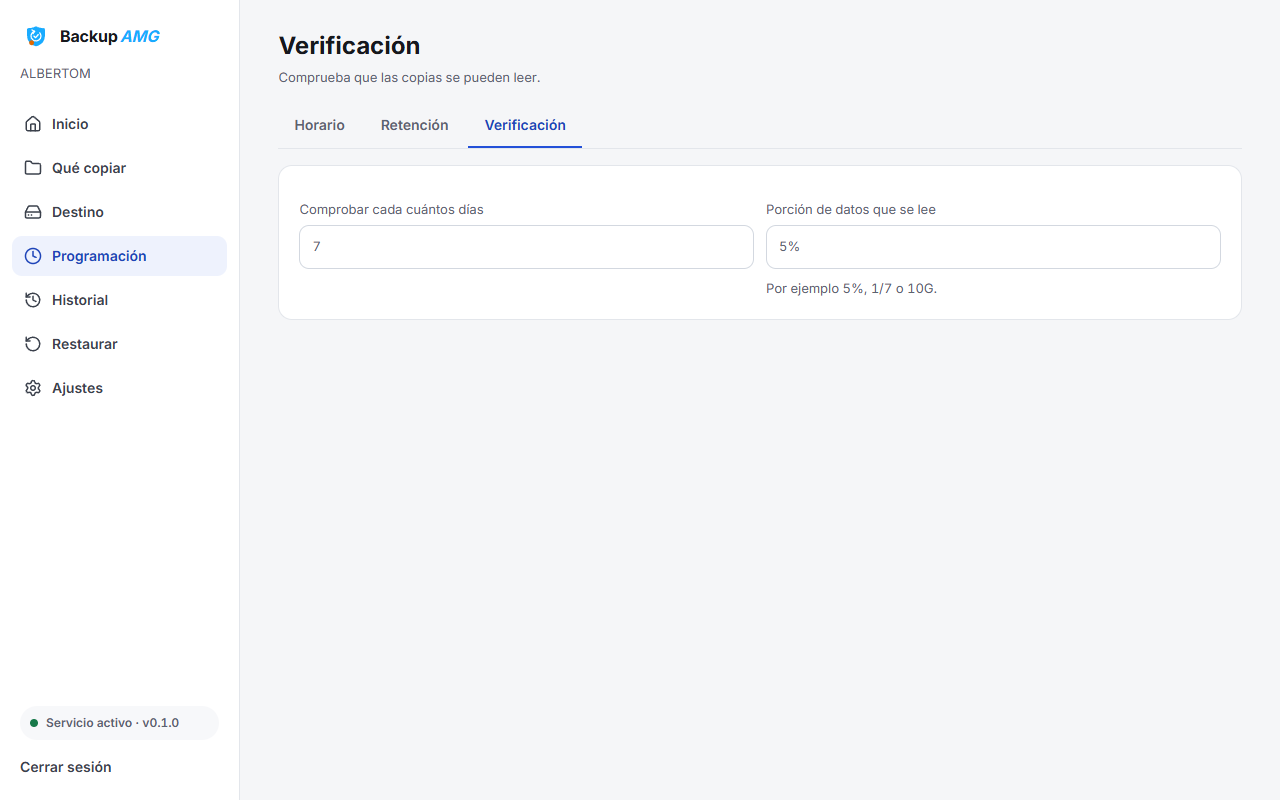 Backup AMG
ALBERTOM
Inicio
Qué copiar
Destino
Programación
Historial
Restaurar
Ajustes
Servicio activo · v0.1.0
Cerrar sesión
Verificación
Comprueba que las copias se pueden leer.
Horario Retención Verificación
Comprobar cada cuántos días
7
Porción de datos que se lee
5%
Por ejemplo 5%, 1/7 o 10G.